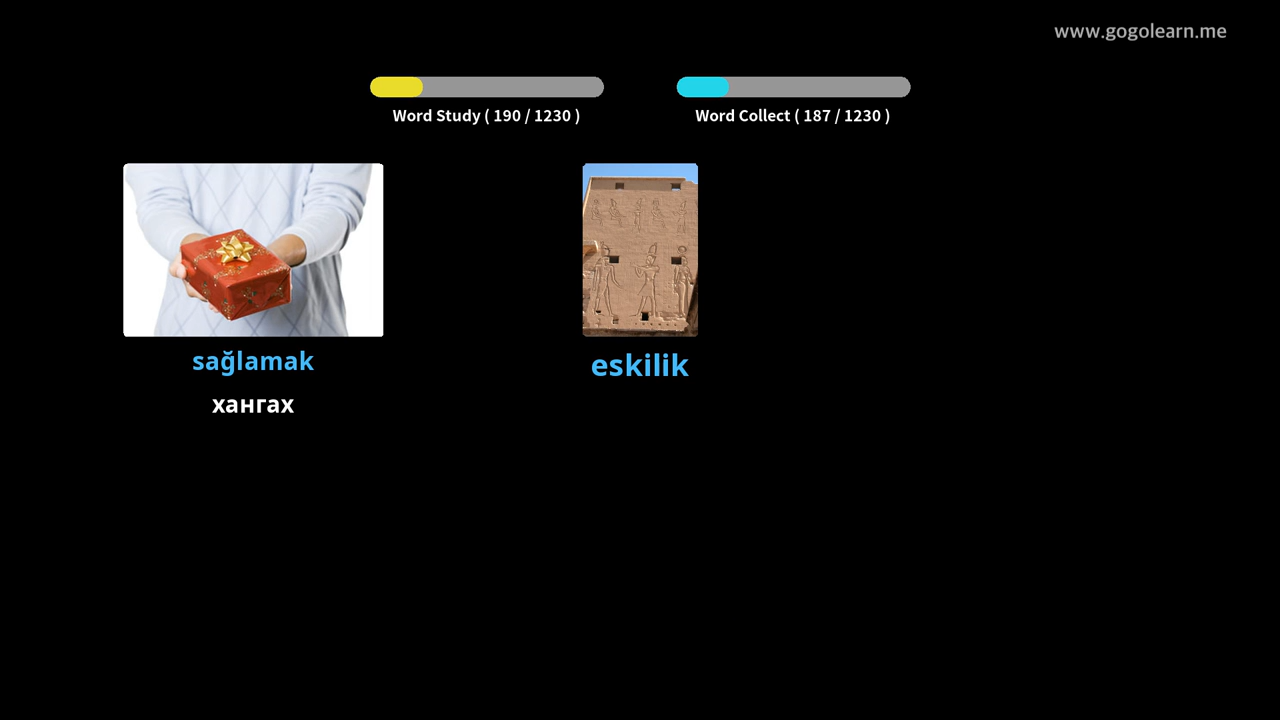 www.gogolearn.me
Word Study ( 190 / 1230 )
Word Collect ( 187 / 1230 )
sağlamak
хангах
eskilik